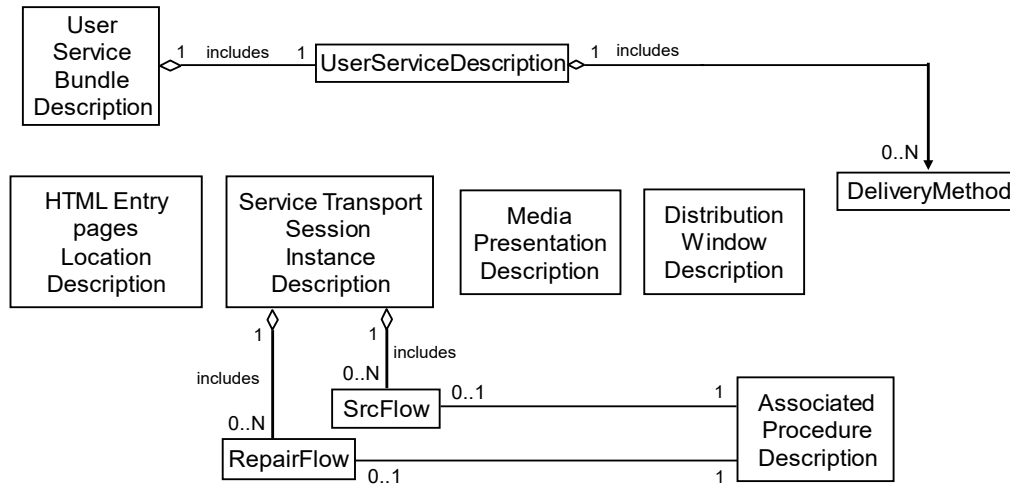 User
Service
Bundle
Description
1 includes 1
UserServiceDescription
1 includes
0..N
DeliveryMethod
HTML Entry
pages
Location
Description
Service Transport
Session
Instance
Description
Media
Presentation
Description
Distribution
Window
Description
1
includes
0..N
1
includes
0..N
SrcFlow
0..1
1
RepairFlow
0..1
1
Associated
Procedure
Description